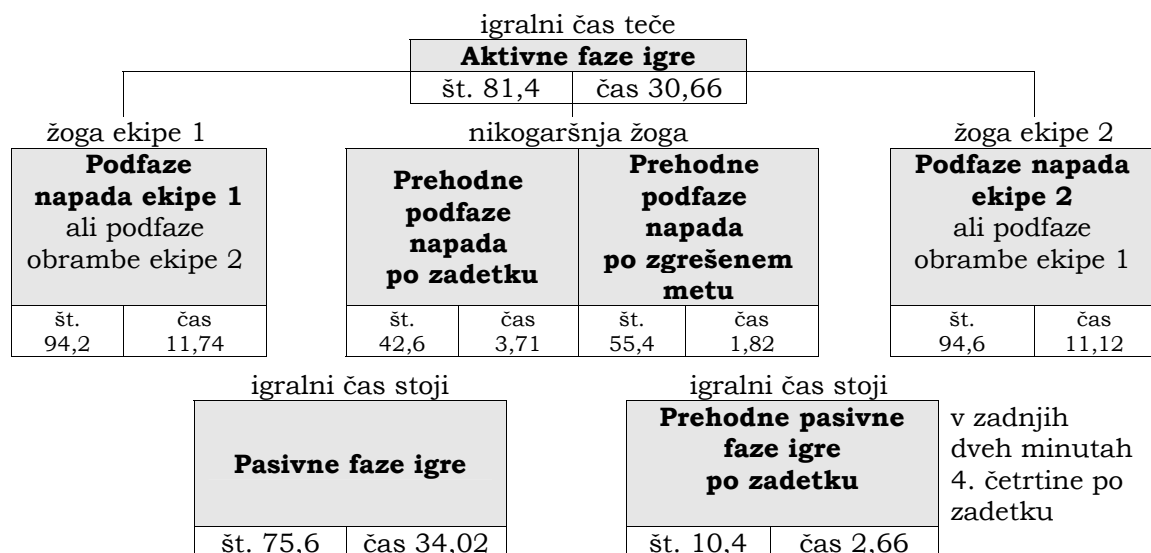 igralni čas teče
Aktivne faze igre
št. 81,4 čas 30,66
žoga ekipe 1
Podfaze
napada ekipe 1
ali podfaze
obrambe ekipe 2
št. čas
94,2 11,74
nikogaršnja žoga
Prehodne
podfaze
napada
po zadetku
št. čas
42,6 3,71
Prehodne
podfaze
napada
po zgrešenem
metu
št. čas
55,4 1,82
žoga ekipe 2
Podfaze napada
ekipe 2
ali podfaze
obrambe ekipe 1
št. čas
94,6 11,12
igralni čas stoji
Pasivne faze igre
št. 75,6 čas 34,02
igralni čas stoji
Prehodne pasivne
faze igre
po zadetku
št. 10,4 čas 2,66
v zadnjih
dveh minutah
4. četrtine po
zadetku